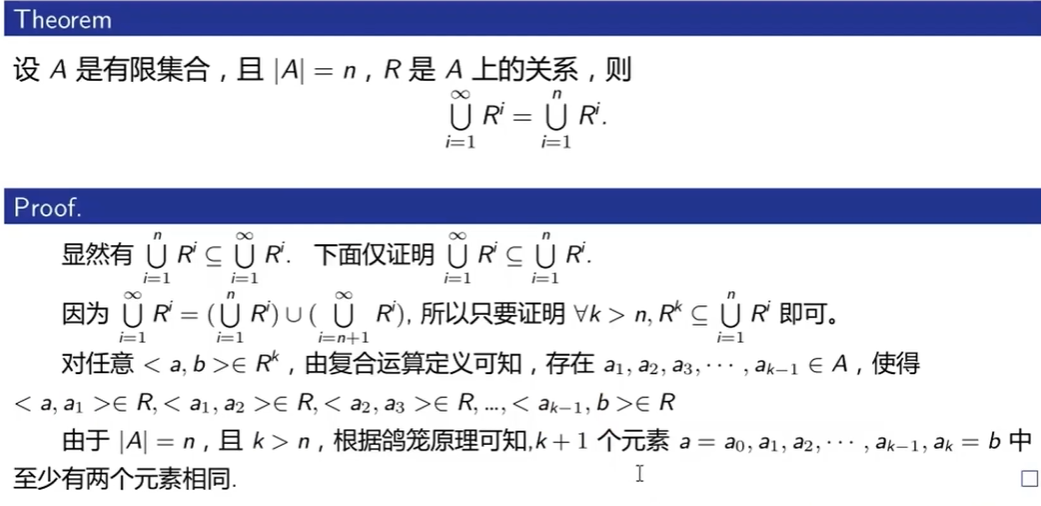 Theorem
设 A 是有限集合，且 |A| = n，R 是 A 上的关系，则
$\bigcup_{i=1}^{\infty} R^i = \bigcup_{i=1}^{n} R^i.$
Proof.
显然有 $\bigcup_{i=1}^{n} R^i \subseteq \bigcup_{i=1}^{\infty} R^i.$ 下面仅证明 $\bigcup_{i=1}^{\infty} R^i \subseteq \bigcup_{i=1}^{n} R^i.$
因为 $\bigcup_{i=1}^{\infty} R^i = (\bigcup_{i=1}^{n} R^i) \cup (\bigcup_{i=n+1}^{\infty} R^i)$, 所以只要证明 $\forall k > n, R^k \subseteq \bigcup_{i=1}^{n} R^i$ 即可。
对任意 $< a, b > \in R^k$，由复合运算定义可知，存在 $a_1, a_2, a_3, \cdots, a_{k-1} \in A$，使得
$< a, a_1 > \in R, < a_1, a_2 > \in R, < a_2, a_3 > \in R, ..., < a_{k-1}, b > \in R$
由于 |A| = n，且 k > n，根据鸽笼原理可知,k + 1 个元素 $a = a_0, a_1, a_2, \cdots, a_{k-1}, a_k = b$ 中
至少有两个元素相同.
□